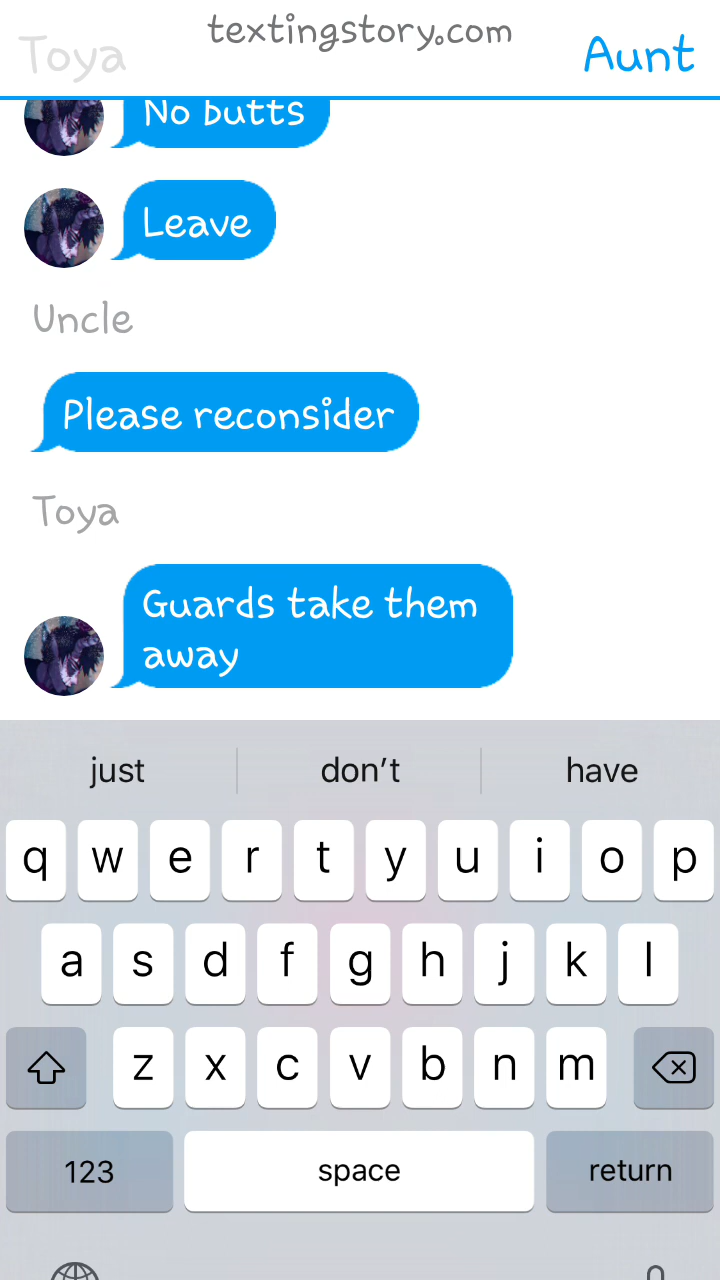 textingstory.com
Toya
Aunt
No butts
Leave
Uncle
Please reconsider
Toya
Guards take them
away
just don't have
q w e r t y u i o p
a s d f g h j k l
z x c v b n m
123 space return